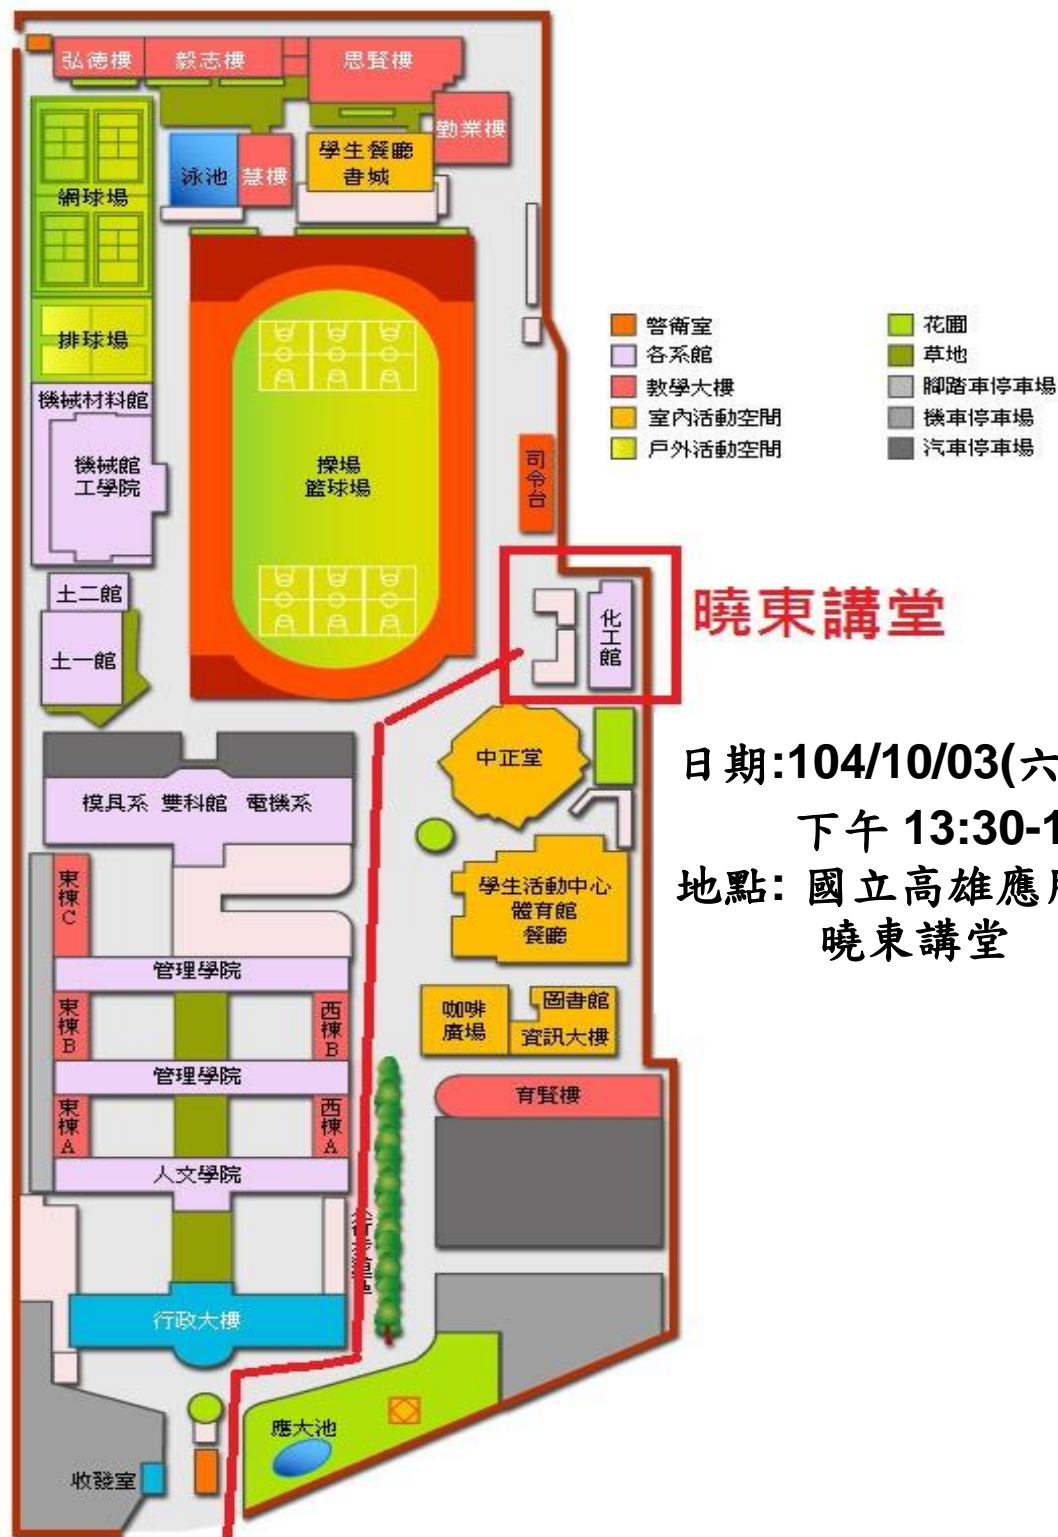 弘德樓
毅志樓
思賢樓
勤業樓
泳池
慧樓
學生餐廳
書城
網球場
排球場
機械材料館
機械館
工學院
操場
籃球場
司令台
警衛室
各系館
教學大樓
室內活動空間
戶外活動空間
花圃
草地
腳踏車停車場
機車停車場
汽車停車場
土二館
土一館
化工館
曉東講堂
中正堂
模具系 雙科館 電機系
日期:104/10/03(六
下午 13:30-1
地點: 國立高雄應用
曉東講堂
東棟C
學生活動中心
體育館
餐廳
管理學院
東棟B
西棟B
咖啡
廣場
圖書館
資訊大樓
管理學院
東棟A
西棟A
育賢樓
人文學院
行政大樓
應大池
收發室